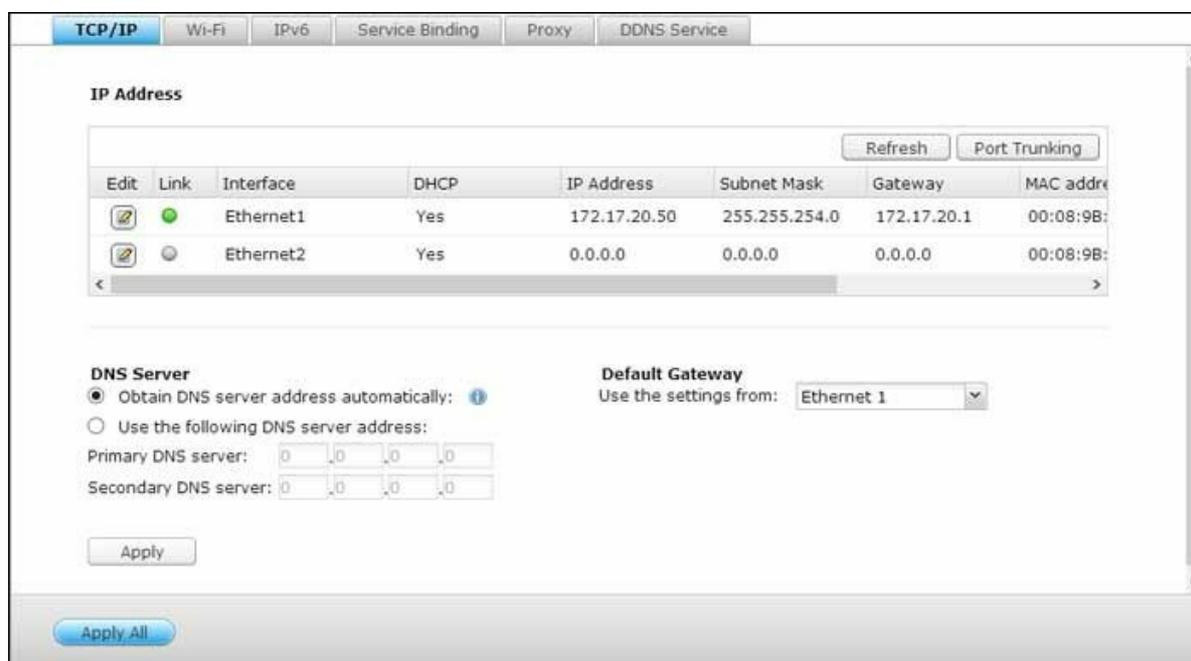 TCP/IP Wi-Fi IPv6 Service Binding Proxy DDNS Service
IP Address
Refresh Port Trunking
Edit Link Interface DHCP IP Address Subnet Mask Gateway MAC addre
Ethernet1 Yes 172.17.20.50 255.255.254.0 172.17.20.1 00:08:9B:
Ethernet2 Yes 0.0.0.0 0.0.0.0 0.0.0.0 00:08:9B:
DNS Server
Obtain DNS server address automatically:
Use the following DNS server address:
Primary DNS server: 0 .0 .0 .0
Secondary DNS server: 0 .0 .0 .0
Default Gateway
Use the settings from: Ethernet 1
Apply
Apply All